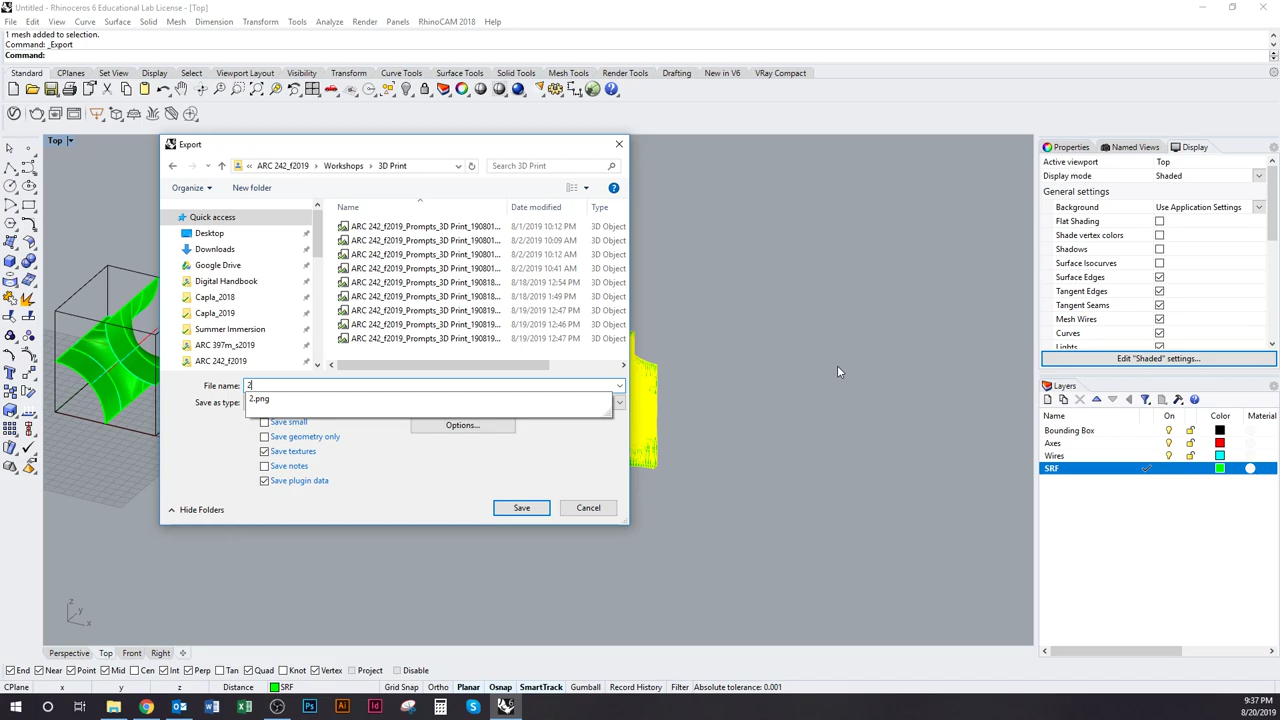 Untitled - Rhinoceros 6 Educational Lab License - [Top]
File Edit View Curve Surface Solid Mesh Dimension Transform Tools Analyze Render Panels RhinoCAM 2018 Help
1 mesh added to selection.
Command: _Export
Command:
Standard CPlanes Set View Display Select Viewport Layout Visibility Transform Curve Tools Surface Tools Solid Tools Mesh Tools Render Tools Drafting New in V6 VRay Compact
Top
Export
« ARC 242_f2019 › Workshops › 3D Print
Search 3D Print
Organize New folder
Name Date modified Type
Quick access
Desktop
Downloads
Google Drive
Digital Handbook
Capla_2018
Capla_2019
Summer Immersion
ARC 397m_s2019
ARC 242_f2019
ARC 242_f2019_Prompts_3D Print_190801... 8/1/2019 10:12 PM 3D Object
ARC 242_f2019_Prompts_3D Print_190801... 8/2/2019 10:09 AM 3D Object
ARC 242_f2019_Prompts_3D Print_190801... 8/2/2019 10:12 AM 3D Object
ARC 242_f2019_Prompts_3D Print_190801... 8/2/2019 10:41 AM 3D Object
ARC 242_f2019_Prompts_3D Print_190818... 8/18/2019 12:54 PM 3D Object
ARC 242_f2019_Prompts_3D Print_190818... 8/18/2019 1:49 PM 3D Object
ARC 242_f2019_Prompts_3D Print_190819... 8/19/2019 12:47 PM 3D Object
ARC 242_f2019_Prompts_3D Print_190819... 8/19/2019 12:46 PM 3D Object
ARC 242_f2019_Prompts_3D Print_190819... 8/19/2019 12:47 PM 3D Object
File name: 2
2.png
Save as type:
Save small
Options...
Save geometry only
Save textures
Save notes
Save plugin data
Hide Folders
Save Cancel
Properties Named Views Display
Active viewport Top
Display mode Shaded
General settings
Background Use Application Settings
Flat Shading
Shade vertex colors
Shadows
Surface Isocurves
Surface Edges
Tangent Edges
Tangent Seams
Mesh Wires
Curves
Lights
Edit "Shaded" settings...
Layers
Name On Color Material
Bounding Box
Axes
Wires
SRF
z
y
x
Perspective Top Front Right
End Near Point Mid Cen Int Perp Tan Quad Knot Vertex Project Disable
CPlane x y z Distance SRF Grid Snap Ortho Planar Osnap SmartTrack Gumball Record History Filter Absolute tolerance: 0.001
9:37 PM
8/20/2019